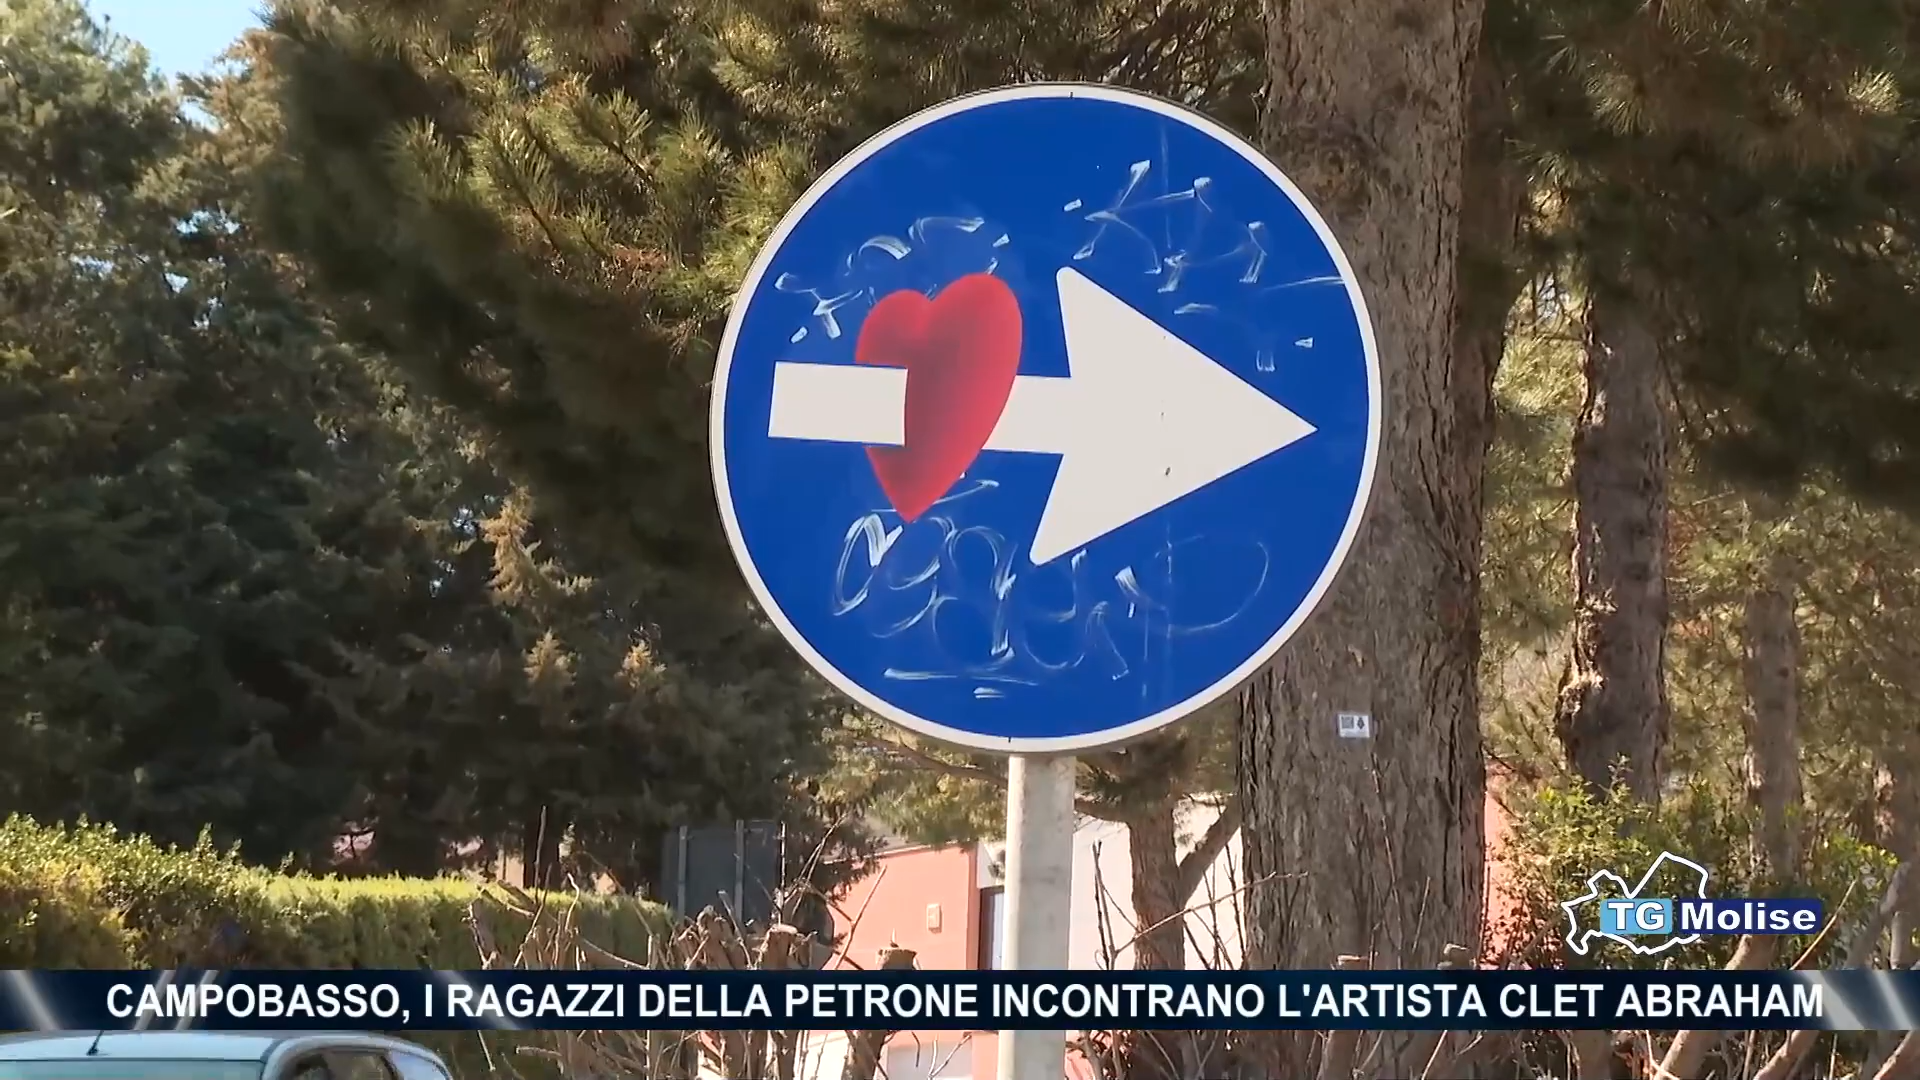 TG Molise
CAMPOBASSO, I RAGAZZI DELLA PETRONE INCONTRANO L'ARTISTA CLET ABRAHAM